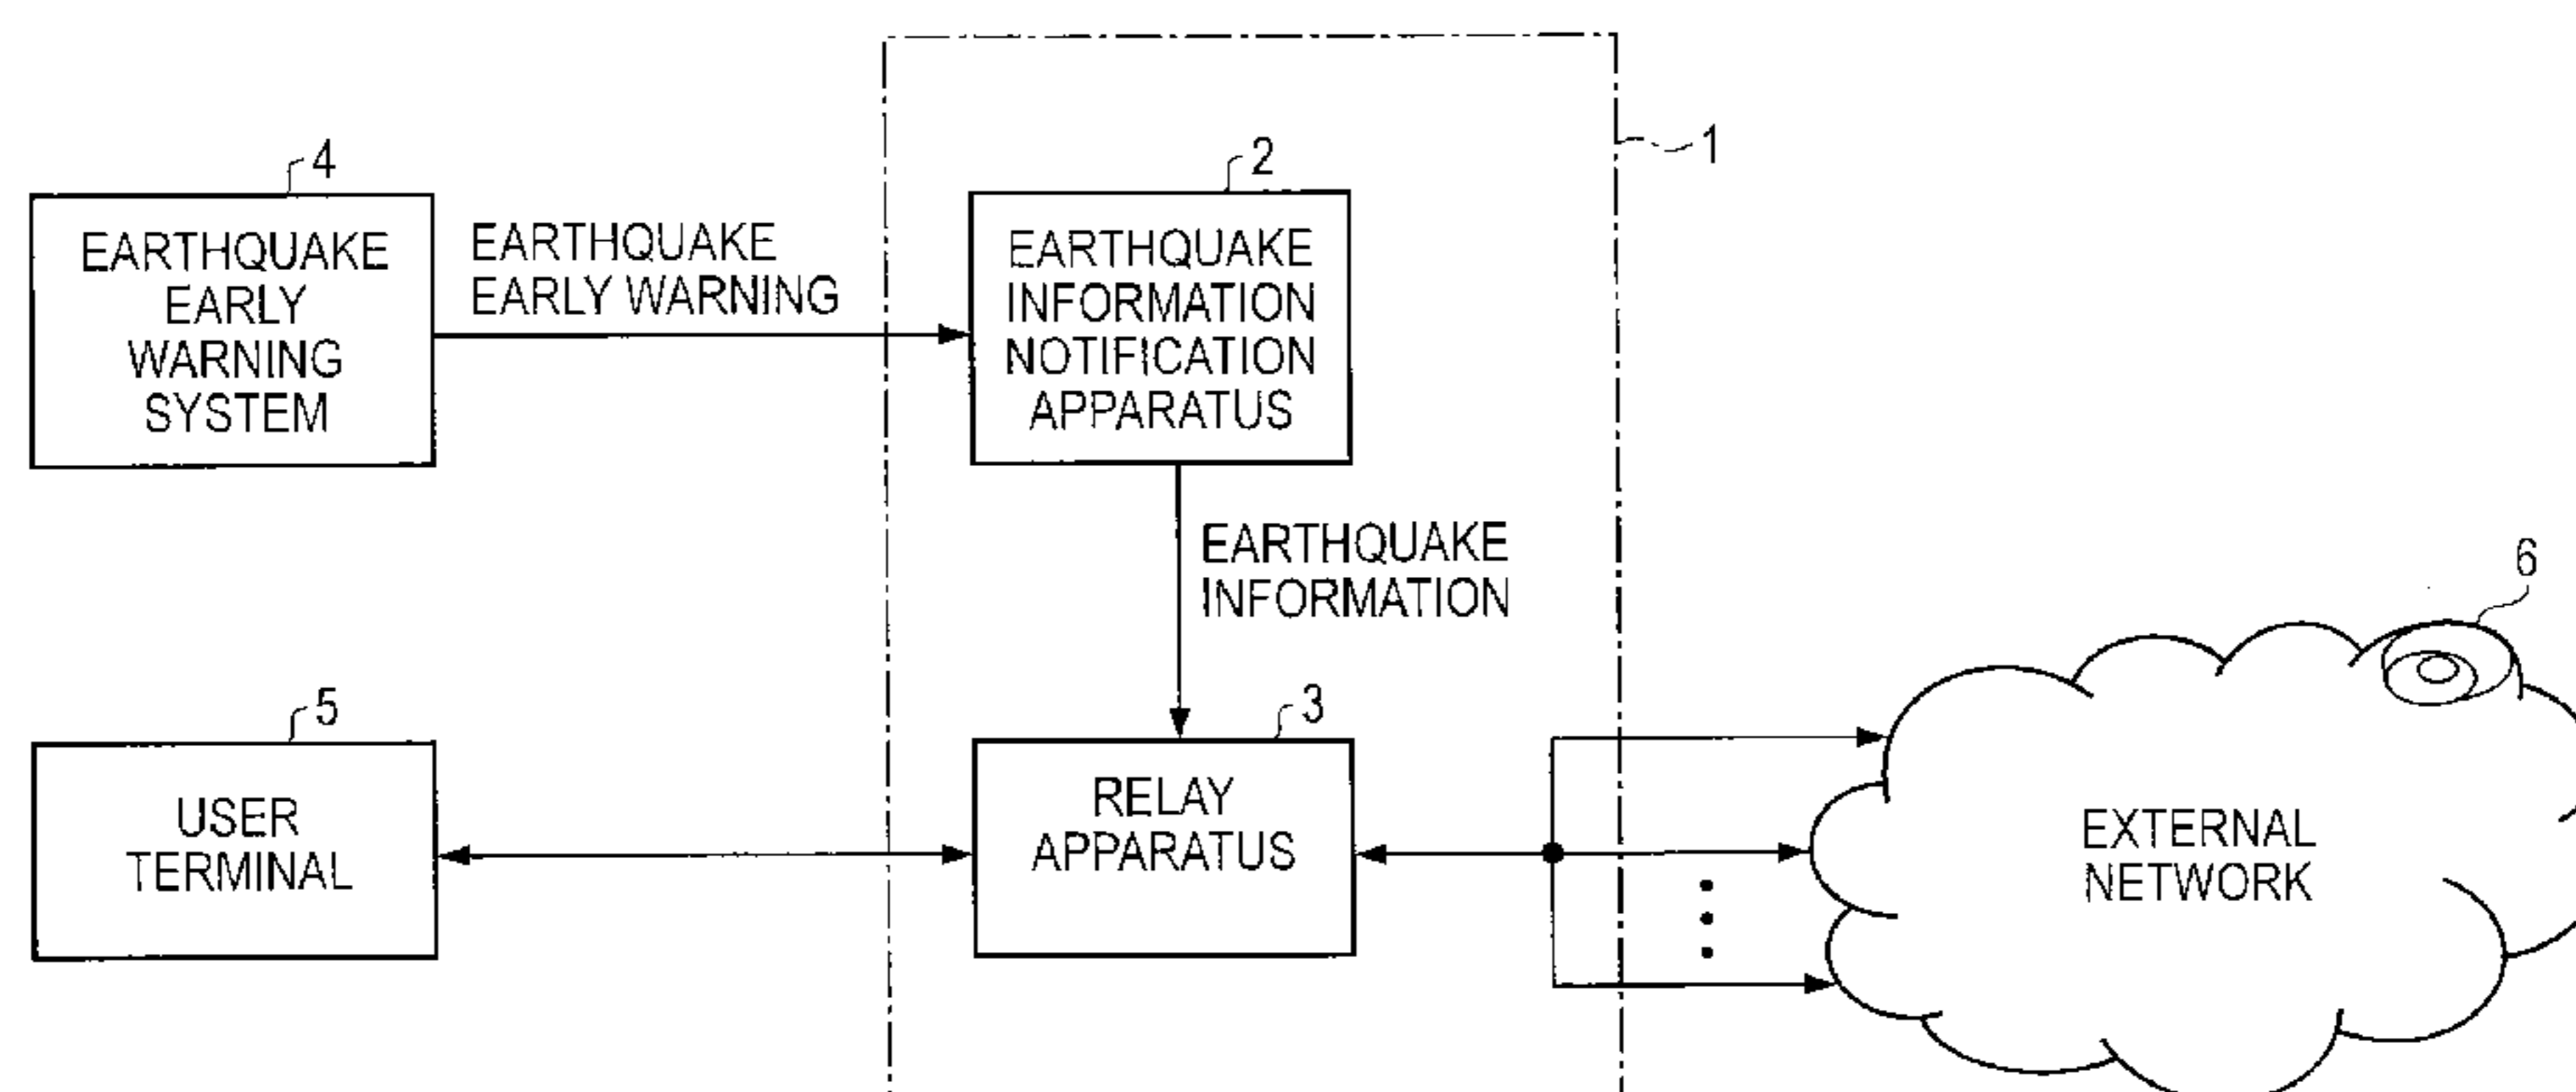 1
4
EARTHQUAKE
EARLY
WARNING
SYSTEM
EARTHQUAKE
EARLY WARNING
2
EARTHQUAKE
INFORMATION
NOTIFICATION
APPARATUS
EARTHQUAKE
INFORMATION
5
USER
TERMINAL
3
RELAY
APPARATUS
6
EXTERNAL
NETWORK